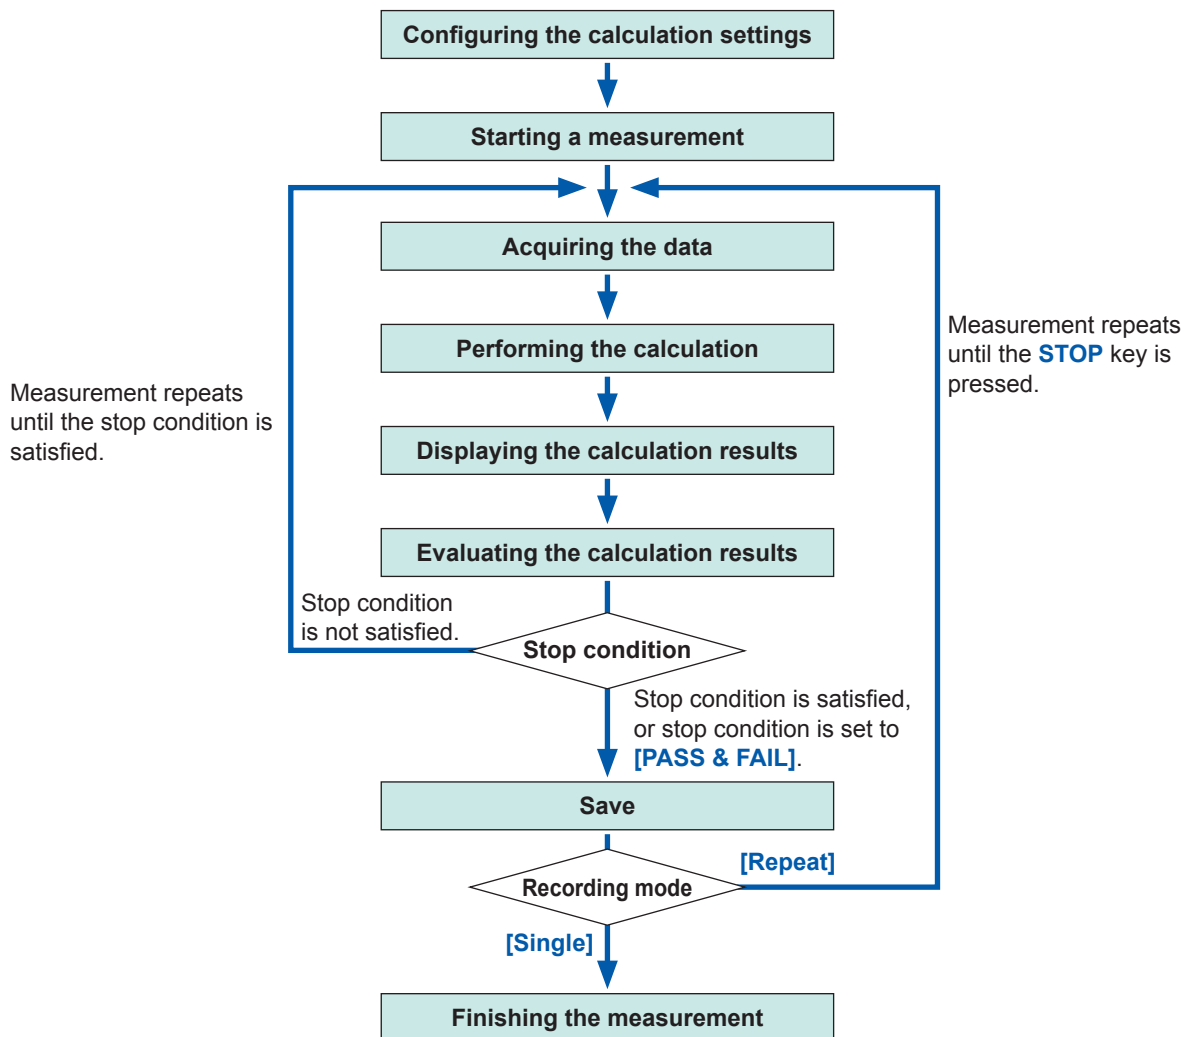 Configuring the calculation settings
Starting a measurement
Acquiring the data
Performing the calculation
Measurement repeats
until the STOP key is
pressed.
Measurement repeats
until the stop condition is
satisfied.
Displaying the calculation results
Evaluating the calculation results
Stop condition
is not satisfied.
Stop condition
Stop condition is satisfied,
or stop condition is set to
[PASS & FAIL].
Save
[Repeat]
Recording mode
[Single]
Finishing the measurement